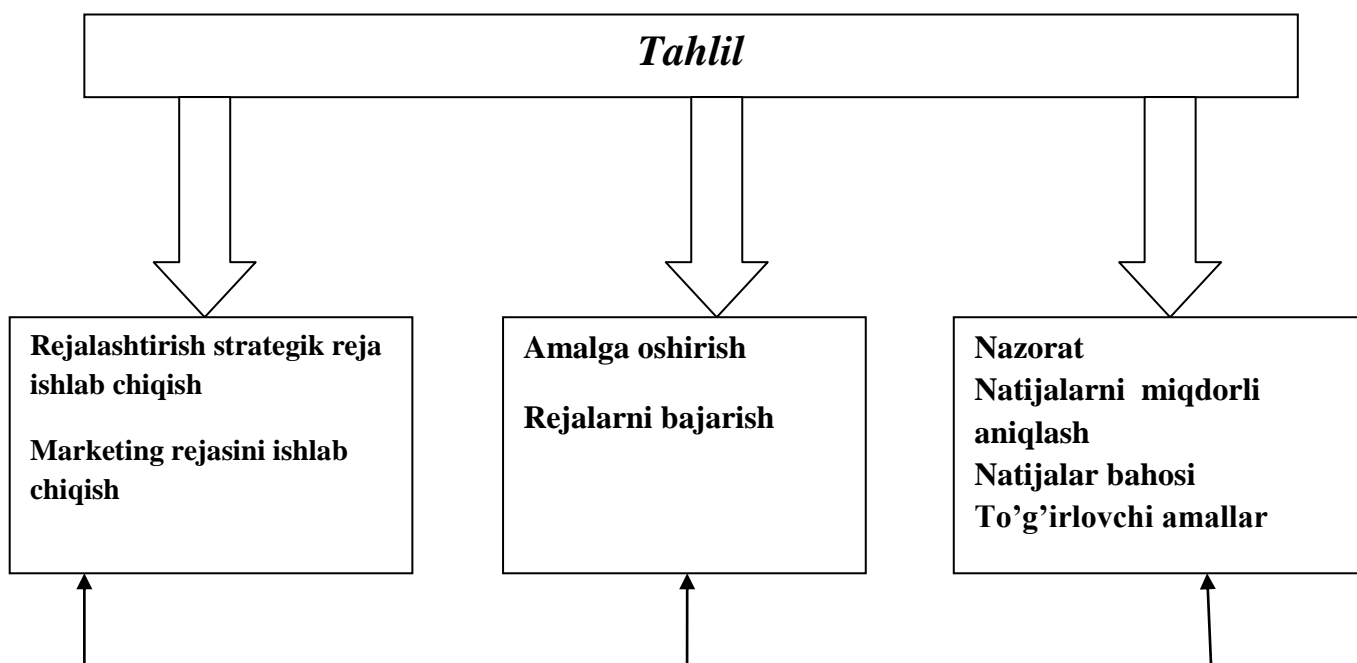 Tahlil
Rejalashtirish strategik reja
ishlab chiqish
Marketing rejasini ishlab
chiqish
Amalga oshirish
Rejalarni bajarish
Nazorat
Natijalarni miqdorli
aniqlash
Natijalar bahosi
To’g’irlovchi amallar